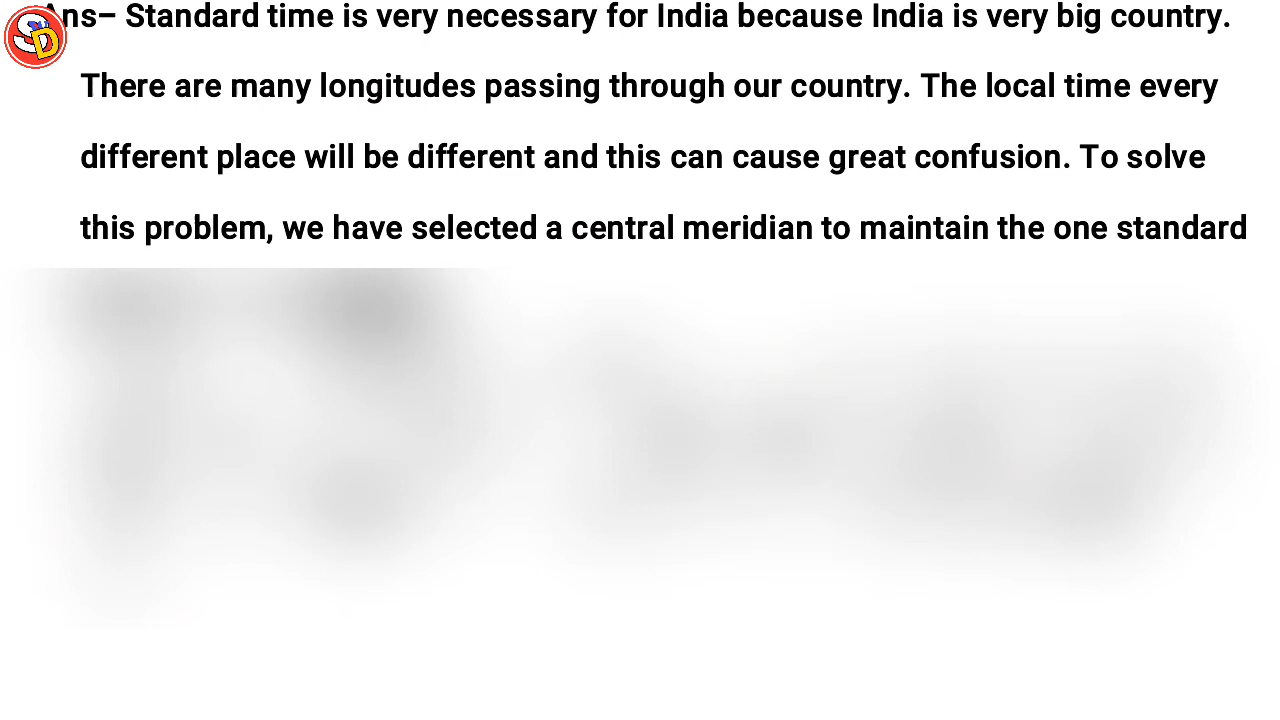 Ans– Standard time is very necessary for India because India is very big country.
There are many longitudes passing through our country. The local time every
different place will be different and this can cause great confusion. To solve
this problem, we have selected a central meridian to maintain the one standard